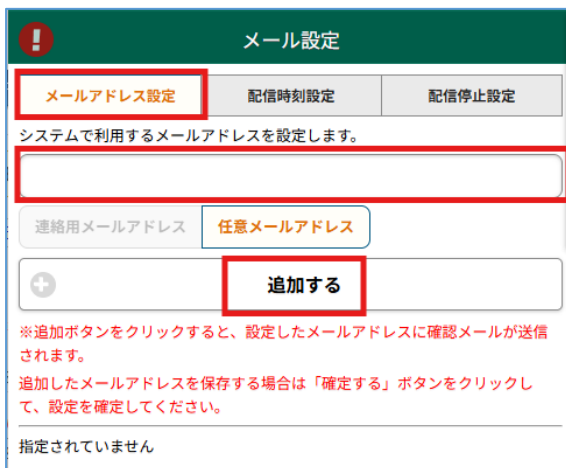 メール設定
メールアドレス設定
配信時刻設定
配信停止設定
システムで利用するメールアドレスを設定します。
連絡用メールアドレス
任意メールアドレス
追加する
※追加ボタンをクリックすると、設定したメールアドレスに確認メールが送信
されます。
追加したメールアドレスを保存する場合は「確定する」ボタンをクリックし
て、設定を確定してください。
指定されていません